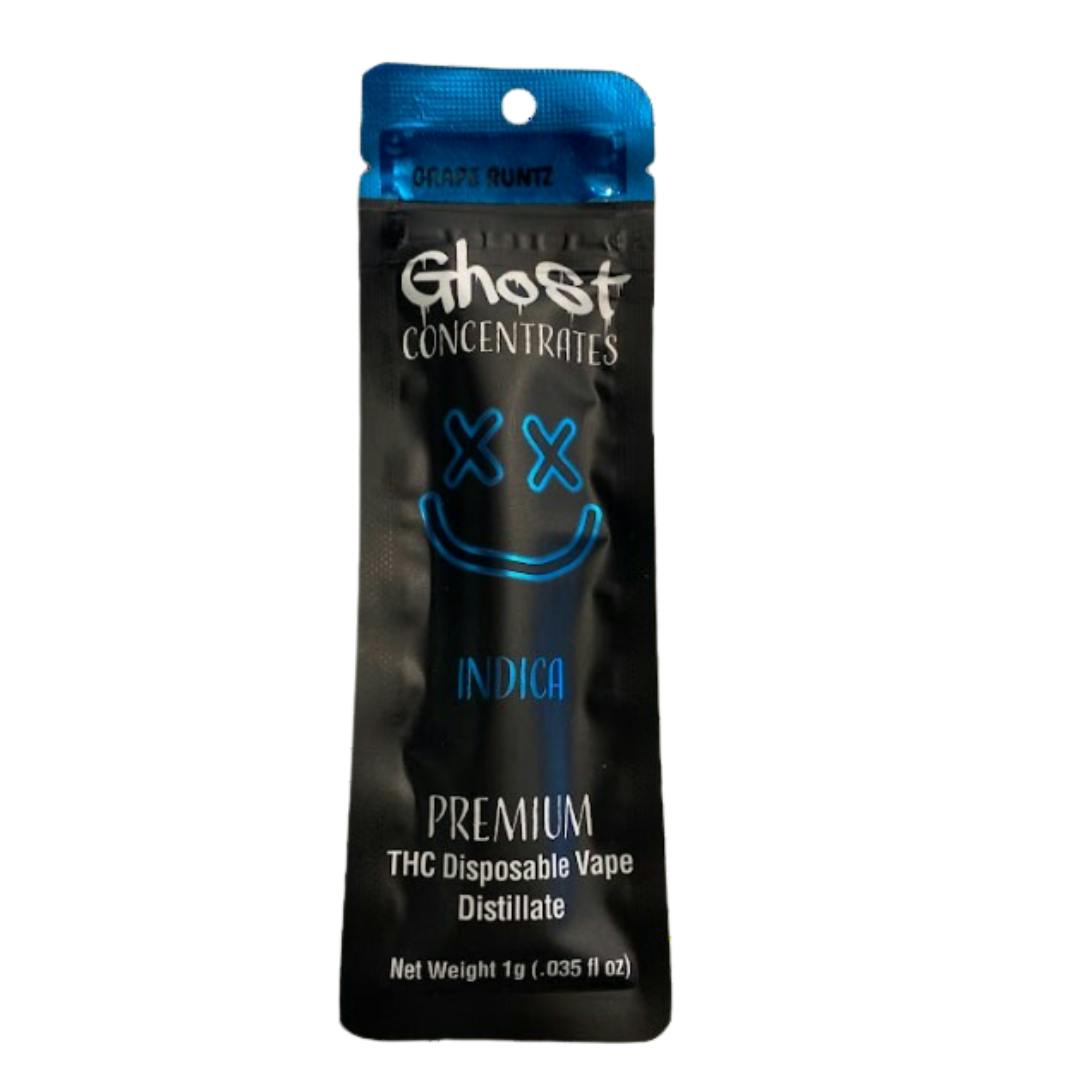 GRAPE RUNTZ
Ghost
CONCENTRATES
INDICA
PREMIUM
THC Disposable Vape
Distillate
Net Weight 1g (.035 fl oz)